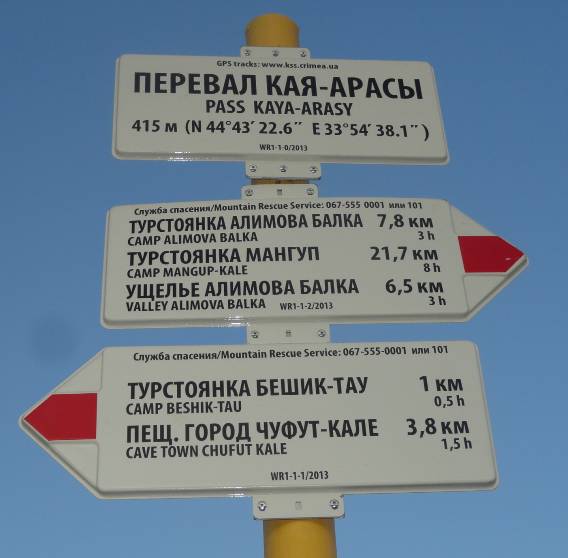 GPS tracks: www.kss.crimea.ua
ПЕРЕВАЛ КАЯ-АРАСЫ
PASS KAYA-ARASY
415 м (N 44°43′ 22.6″ E 33°54′ 38.1″)
WR1-1-0/2013
Служба спасения/Mountain Rescue Service: 067-555 0001 или 101
ТУРСТОЯНКА АЛИМОВА БАЛКА 7,8 км
CAMP ALIMOVA BALKA 3 h
ТУРСТОЯНКА МАНГУП 21,7 км
CAMP MANGUP-KALE 8 h
УЩЕЛЬЕ АЛИМОВА БАЛКА 6,5 км
VALLEY ALIMOVA BALKA WR1-1-2/2013 3 h
Служба спасения/Mountain Rescue Service: 067-555-0001 или 101
ТУРСТОЯНКА БЕШИК-ТАУ 1 км
CAMP BESHIK-TAU 0,5 h
ПЕЩ. ГОРОД ЧУФУТ-КАЛЕ 3,8 км
CAVE TOWN CHUFUT KALE 1,5 h
WR1-1-1/2013